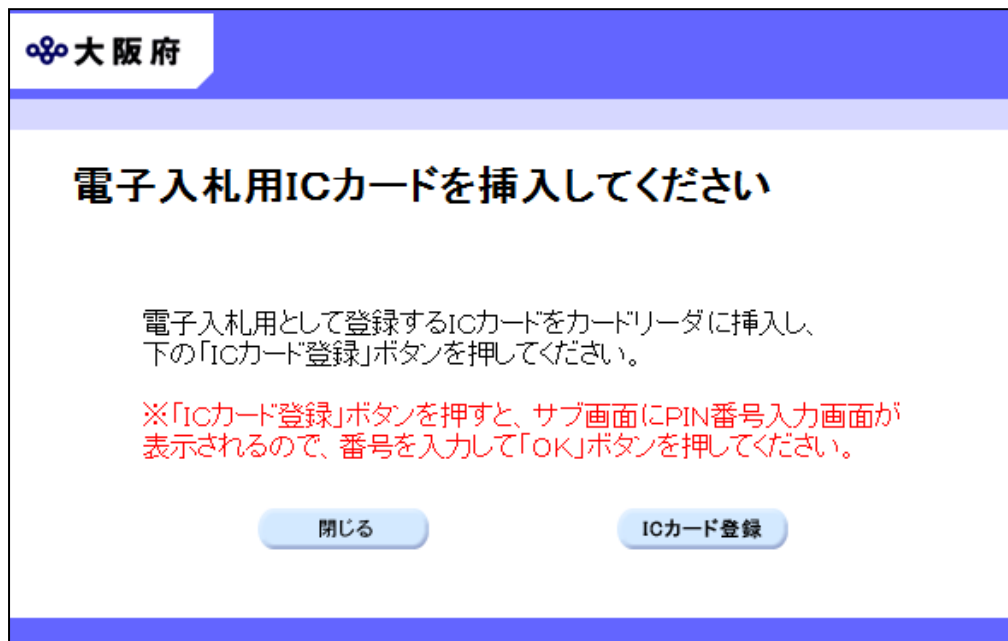 大阪府
電子入札用ICカードを挿入してください
電子入札用として登録するICカードをカードリーダに挿入し、
下の「ICカード登録」ボタンを押してください。
※「ICカード登録」ボタンを押すと、サブ画面にPIN番号入力画面が
表示されるので、番号を入力して「OK」ボタンを押してください。
閉じる
ICカード登録